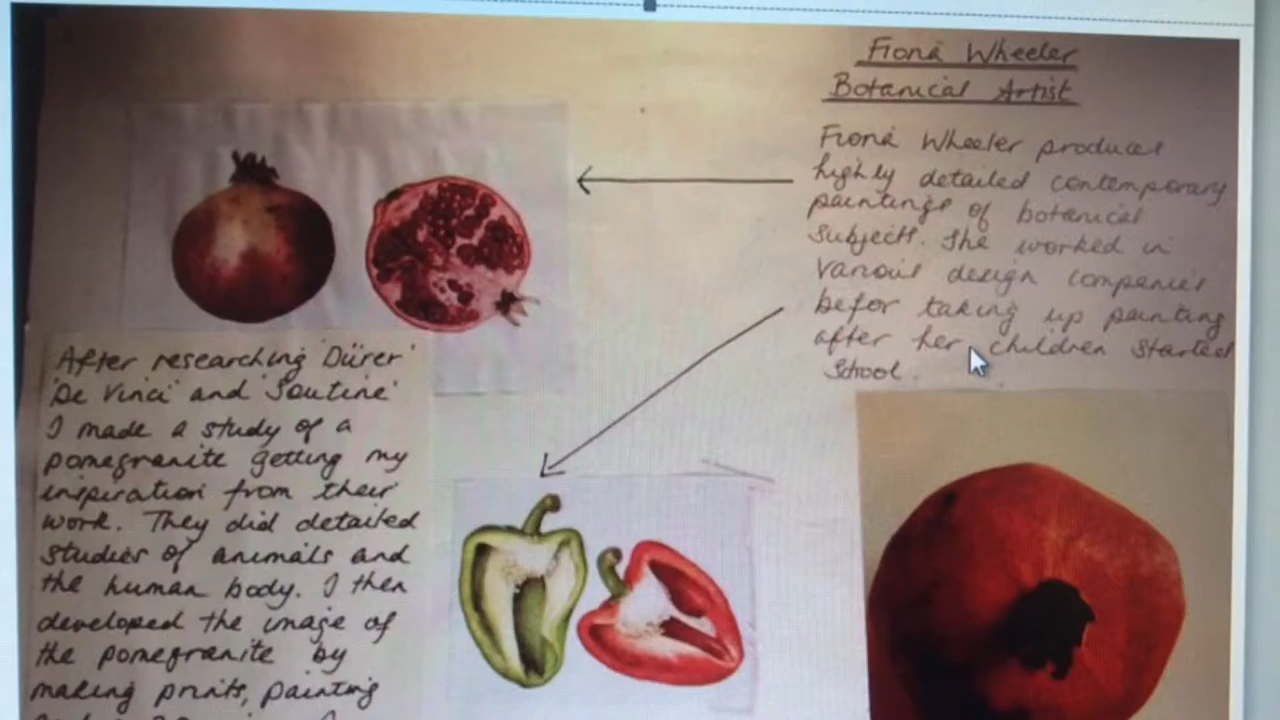 Fiona Wheeler
Botanical Artist
Fiona Wheeler produces
highly detailed contemporary
paintings of botanical
subjects. She worked in
various design companies
befor taking up painting
after her children started
School.
After researching 'Dürer'
'De Vinci' and 'Soutine'
I made a study of a
pomegranite getting my
inspiration from their
work. They did detailed
studies of animals and
the human body. I then
developed the image of
the pomegranite by
making prints, painting